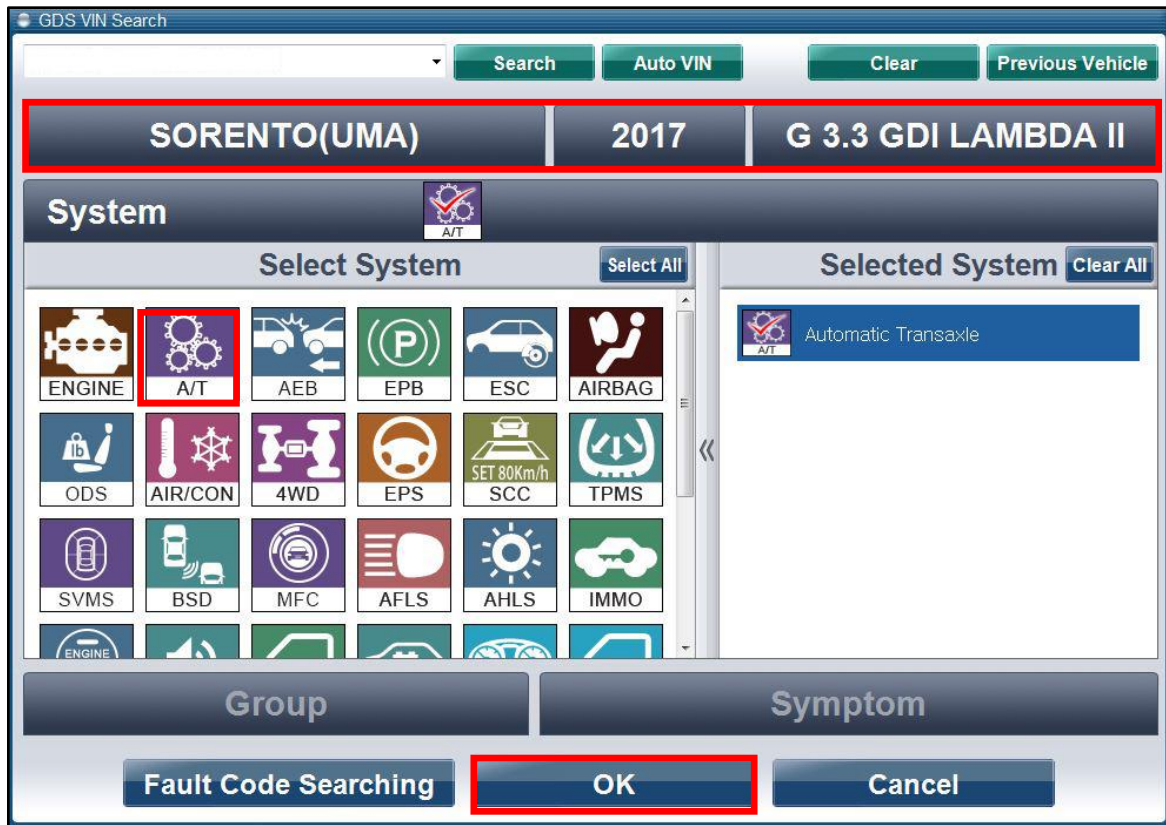 GDS VIN Search
Search Auto VIN Clear Previous Vehicle
SORENTO(UMA) 2017 G 3.3 GDI LAMBDA II
System A/T
Select System Select All Selected System Clear All
A/T Automatic Transaxle
(P)
ENGINE A/T AEB EPB ESC AIRBAG
lb SET 80Km/h
ODS AIR/CON 4WD EPS SCC TPMS
SVMS BSD MFC AFLS AHLS IMMO
ENGINE
Group Symptom
Fault Code Searching OK Cancel